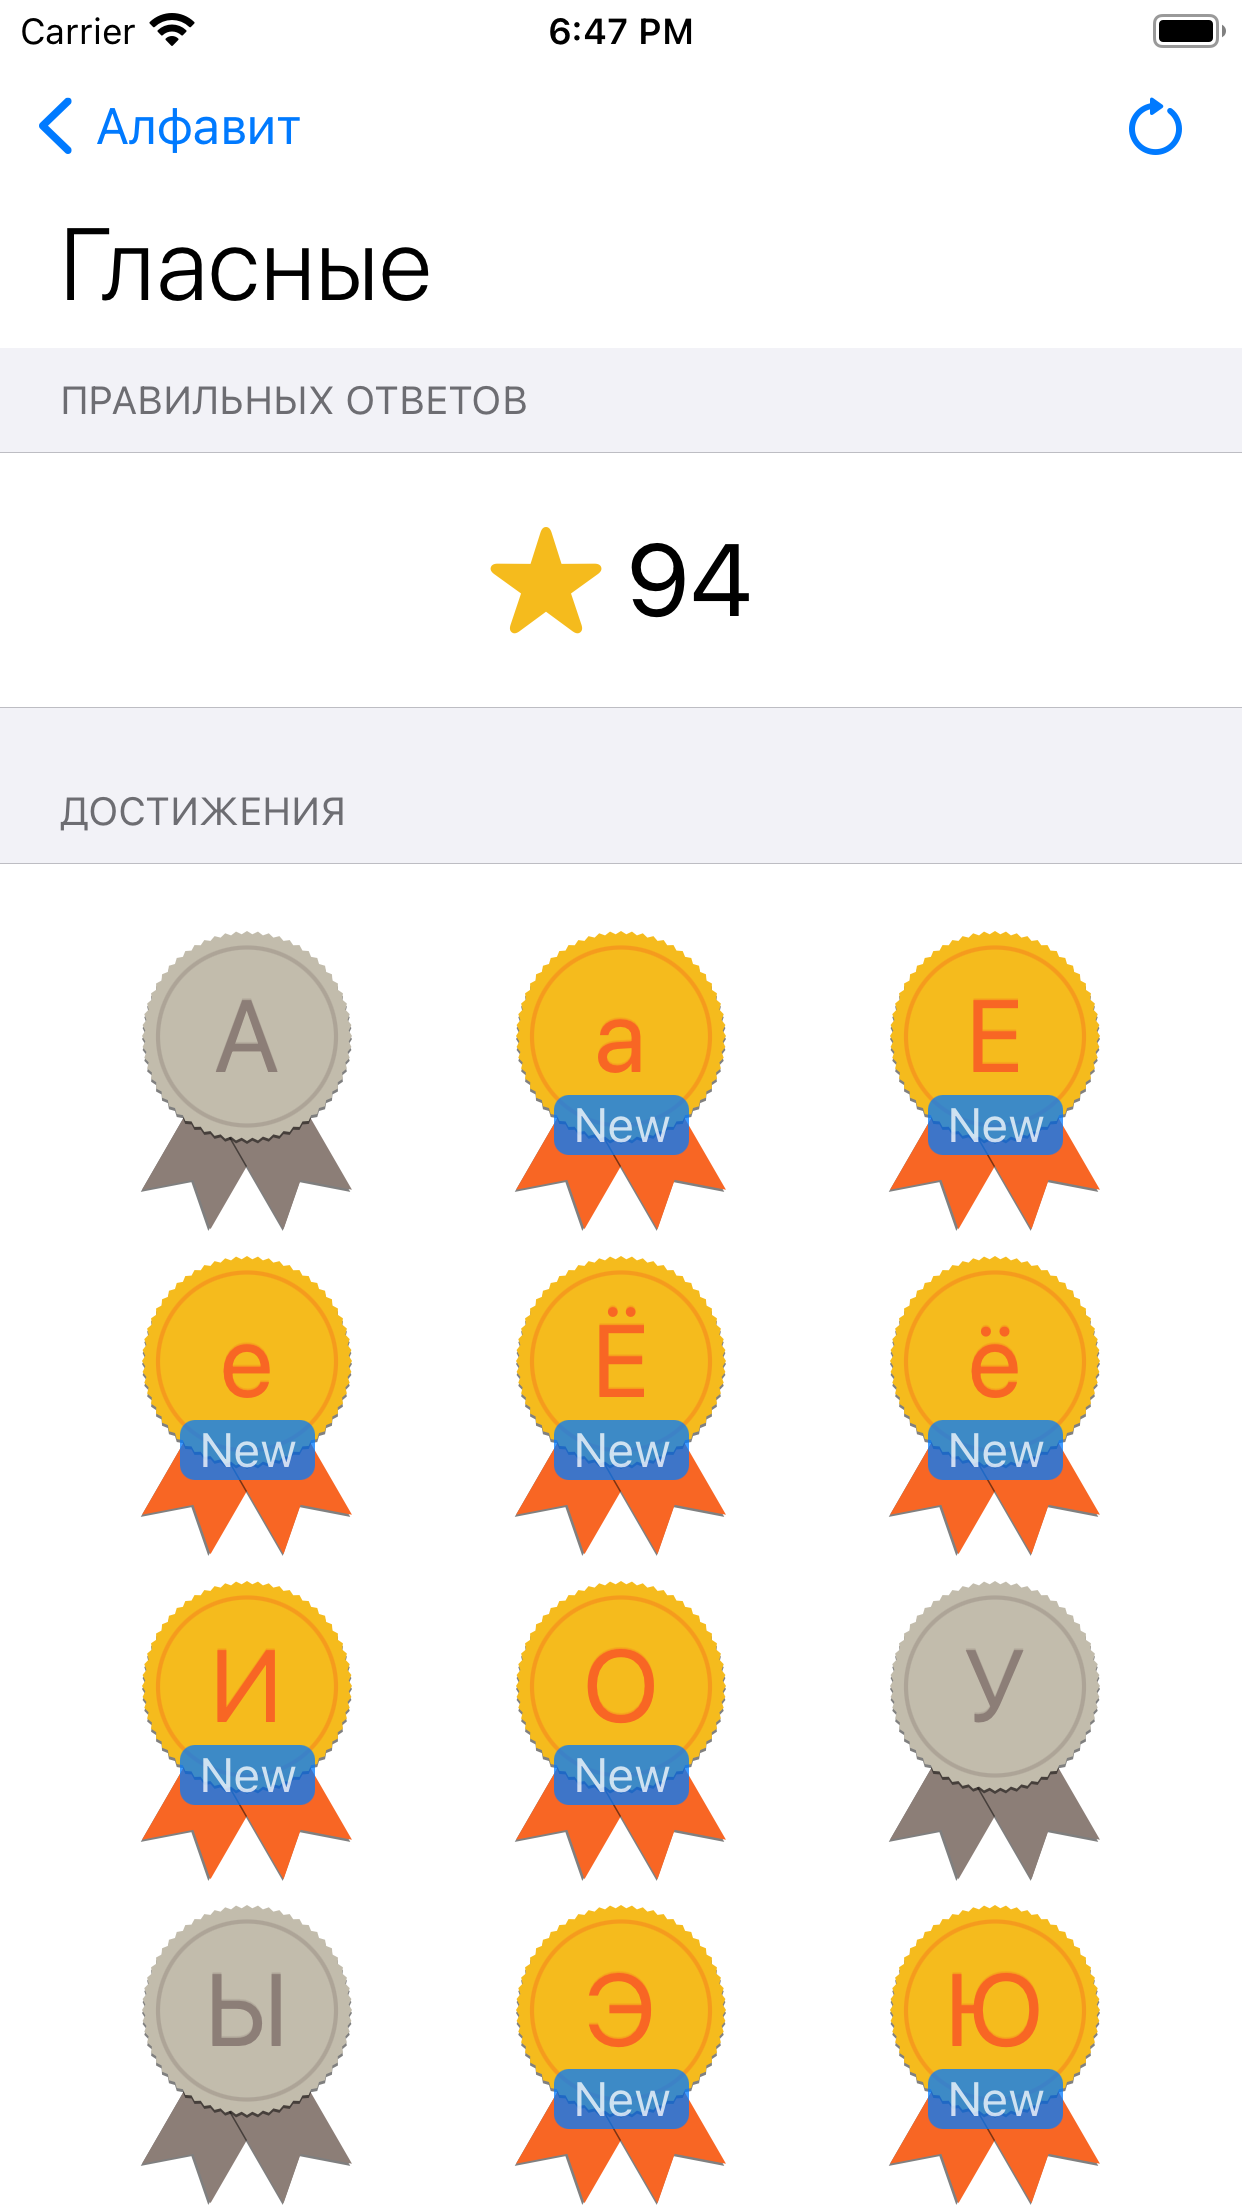 Carrier 6:47 PM
Алфавит
Гласные
ПРАВИЛЬНЫХ ОТВЕТОВ
94
ДОСТИЖЕНИЯ
А а Е
New New
е Ё ё
New New New
И О У
New New
Ы Э Ю
New New